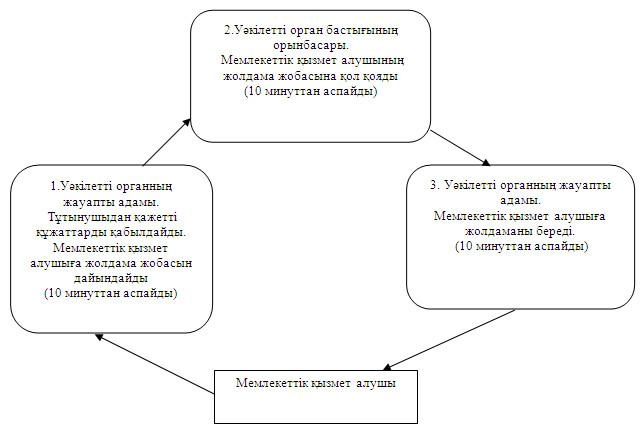 2.Уәкілетті орган бастығының
орынбасары.
Мемлекеттік қызмет алушының
жолдама жобасына қол қояды
(10 минуттан аспайды)
1.Уәкілетті органның
жауапты адамы.
Тұтынушыдан қажетті
құжаттарды қабылдайды.
Мемлекеттік қызмет
алушыға жолдама жобасын
дайындайды
(10 минуттан аспайды)
3. Уәкілетті органның жауапты
адамы.
Мемлекеттік қызмет алушыға
жолдаманы береді.
(10 минуттан аспайды)
Мемлекеттік қызмет алушы